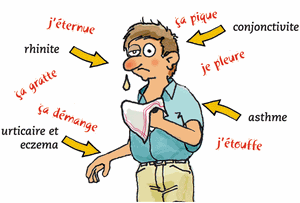 j'éternue
ça pique
conjonctivite
rhinite
je pleure
ça gratte
ça démange
asthme
urticaire et
eczema
j'étouffe